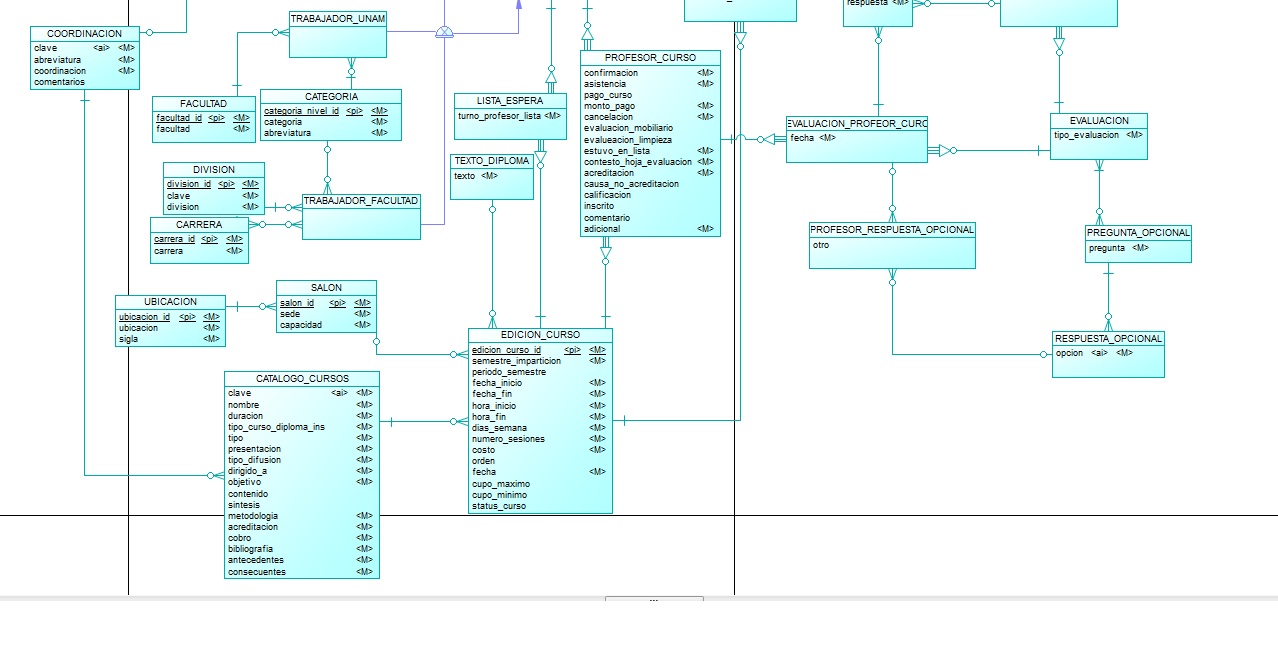 respuesta <M>
TRABAJADOR_UNAM
COORDINACION
clave <ai> <M>
abreviatura <M>
coordinacion <M>
comentarios
FACULTAD
facultad_id <pi> <M>
facultad <M>
CATEGORIA
categoria_nivel_id <pi> <M>
categoria <M>
abreviatura <M>
LISTA_ESPERA
turno_profesor_lista <M>
PROFESOR_CURSO
confirmacion <M>
asistencia <M>
pago_curso
monto_pago <M>
cancelacion <M>
evaluacion_mobiliario
evalueacion_limpieza
estuvo_en_lista <M>
contesto_hoja_evaluacion <M>
acreditacion <M>
causa_no_acreditacion
calificacion
inscrito
comentario
adicional <M>
EVALUACION_PROFEOR_CURC
fecha <M>
EVALUACION
tipo_evaluacion <M>
DIVISION
division_id <pi> <M>
clave <M>
division <M>
TEXTO_DIPLOMA
texto <M>
TRABAJADOR_FACULTAD
CARRERA
carrera_id <pi> <M>
carrera <M>
PROFESOR_RESPUESTA_OPCIONAL
otro
PREGUNTA_OPCIONAL
pregunta <M>
UBICACION
ubicacion_id <pi> <M>
ubicacion <M>
sigla <M>
SALON
salon_id <pi> <M>
sede <M>
capacidad <M>
EDICION_CURSO
edicion_curso_id <pi> <M>
semestre_imparticion <M>
periodo_semestre
fecha_inicio <M>
fecha_fin <M>
hora_inicio <M>
hora_fin <M>
dias_semana <M>
numero_sesiones <M>
costo <M>
orden
fecha <M>
cupo_maximo
cupo_minimo
status_curso
RESPUESTA_OPCIONAL
opcion <ai> <M>
CATALOGO_CURSOS
clave <ai> <M>
nombre <M>
duracion <M>
tipo_curso_diploma_ins <M>
tipo <M>
presentacion <M>
tipo_difusion <M>
dirigido_a <M>
objetivo <M>
contenido
sintesis
metodologia <M>
acreditacion <M>
cobro <M>
bibliografia <M>
antecedentes <M>
consecuentes <M>